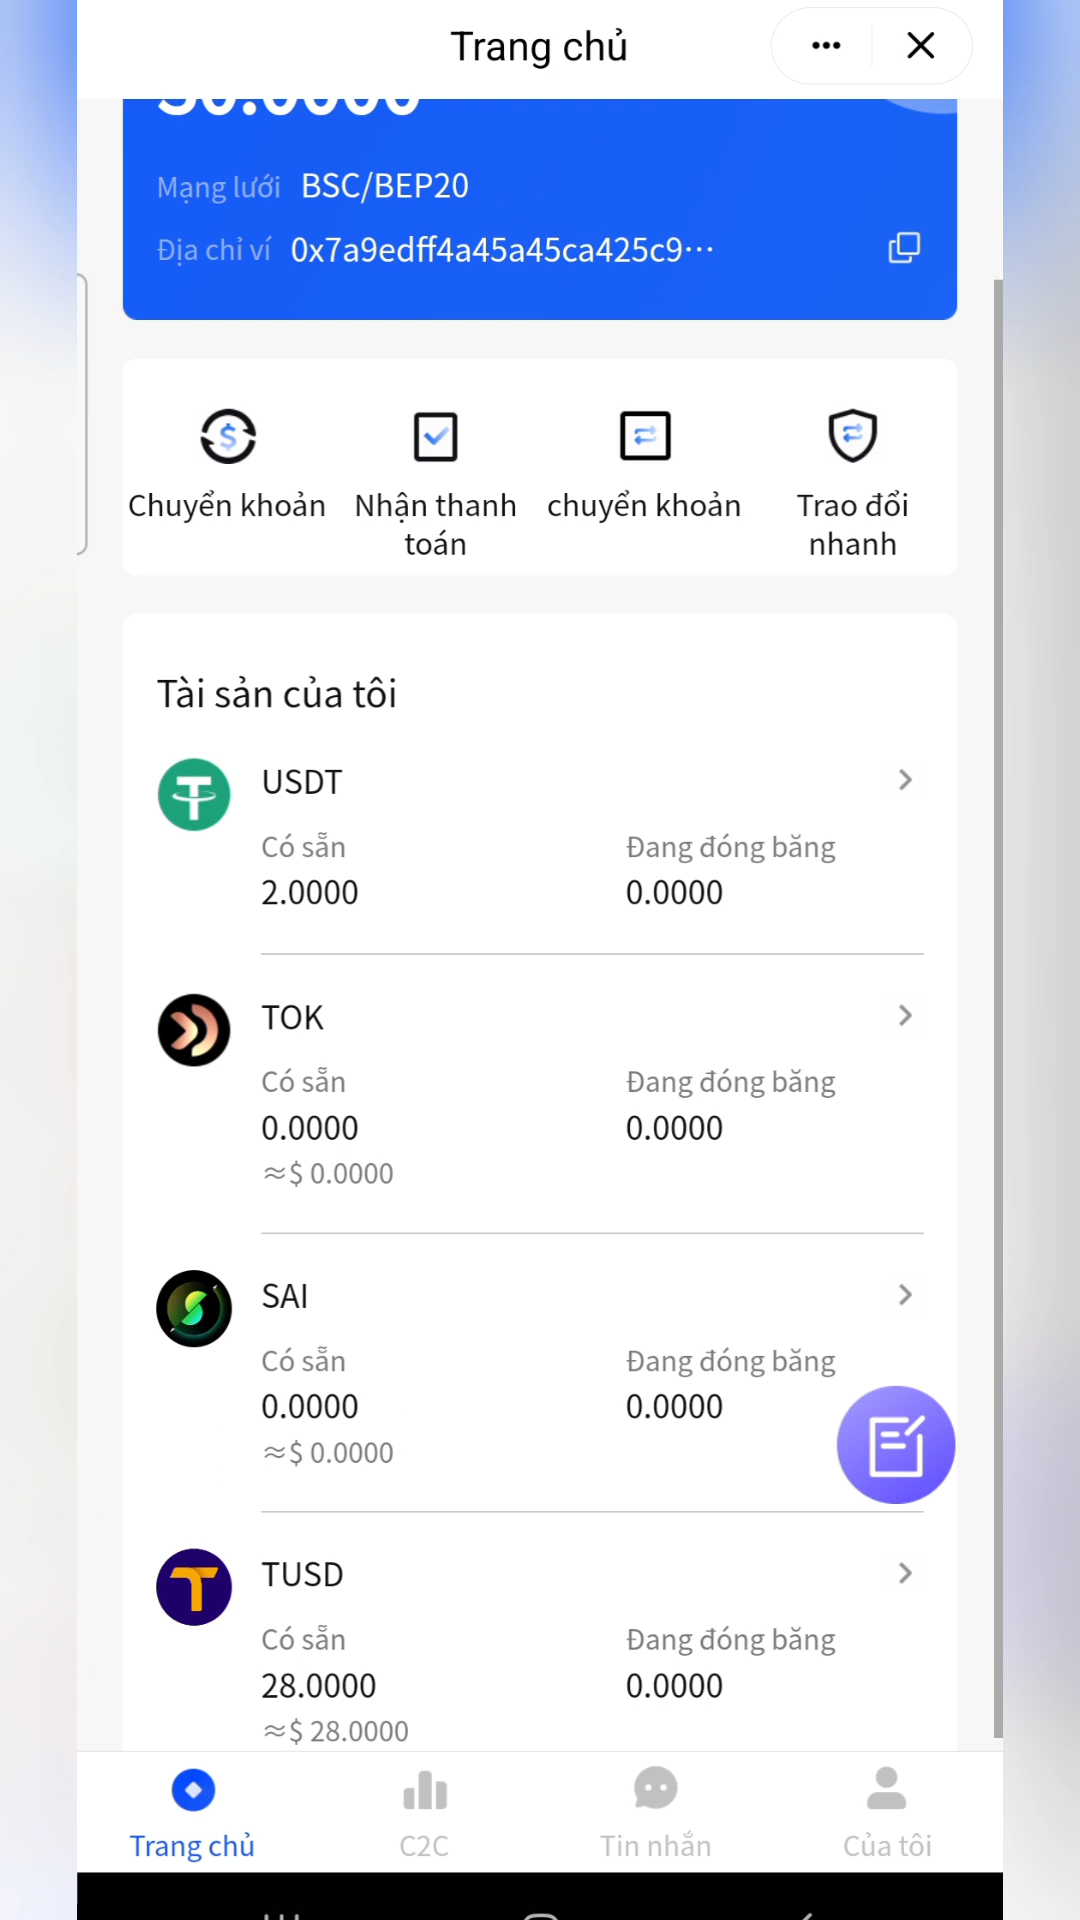 Trang chủ
30.0000
Mạng lưới BSC/BEP20
Địa chỉ ví 0x7a9edff4a45a45ca425c9···
Chuyển khoản
Nhận thanh toán
chuyển khoản
Trao đổi nhanh
Tài sản của tôi
USDT
Có sẵn Đang đóng băng
2.0000 0.0000
TOK
Có sẵn Đang đóng băng
0.0000 0.0000
≈$ 0.0000
SAI
Có sẵn Đang đóng băng
0.0000 0.0000
≈$ 0.0000
TUSD
Có sẵn Đang đóng băng
28.0000 0.0000
≈$ 28.0000
Trang chủ C2C Tin nhắn Của tôi